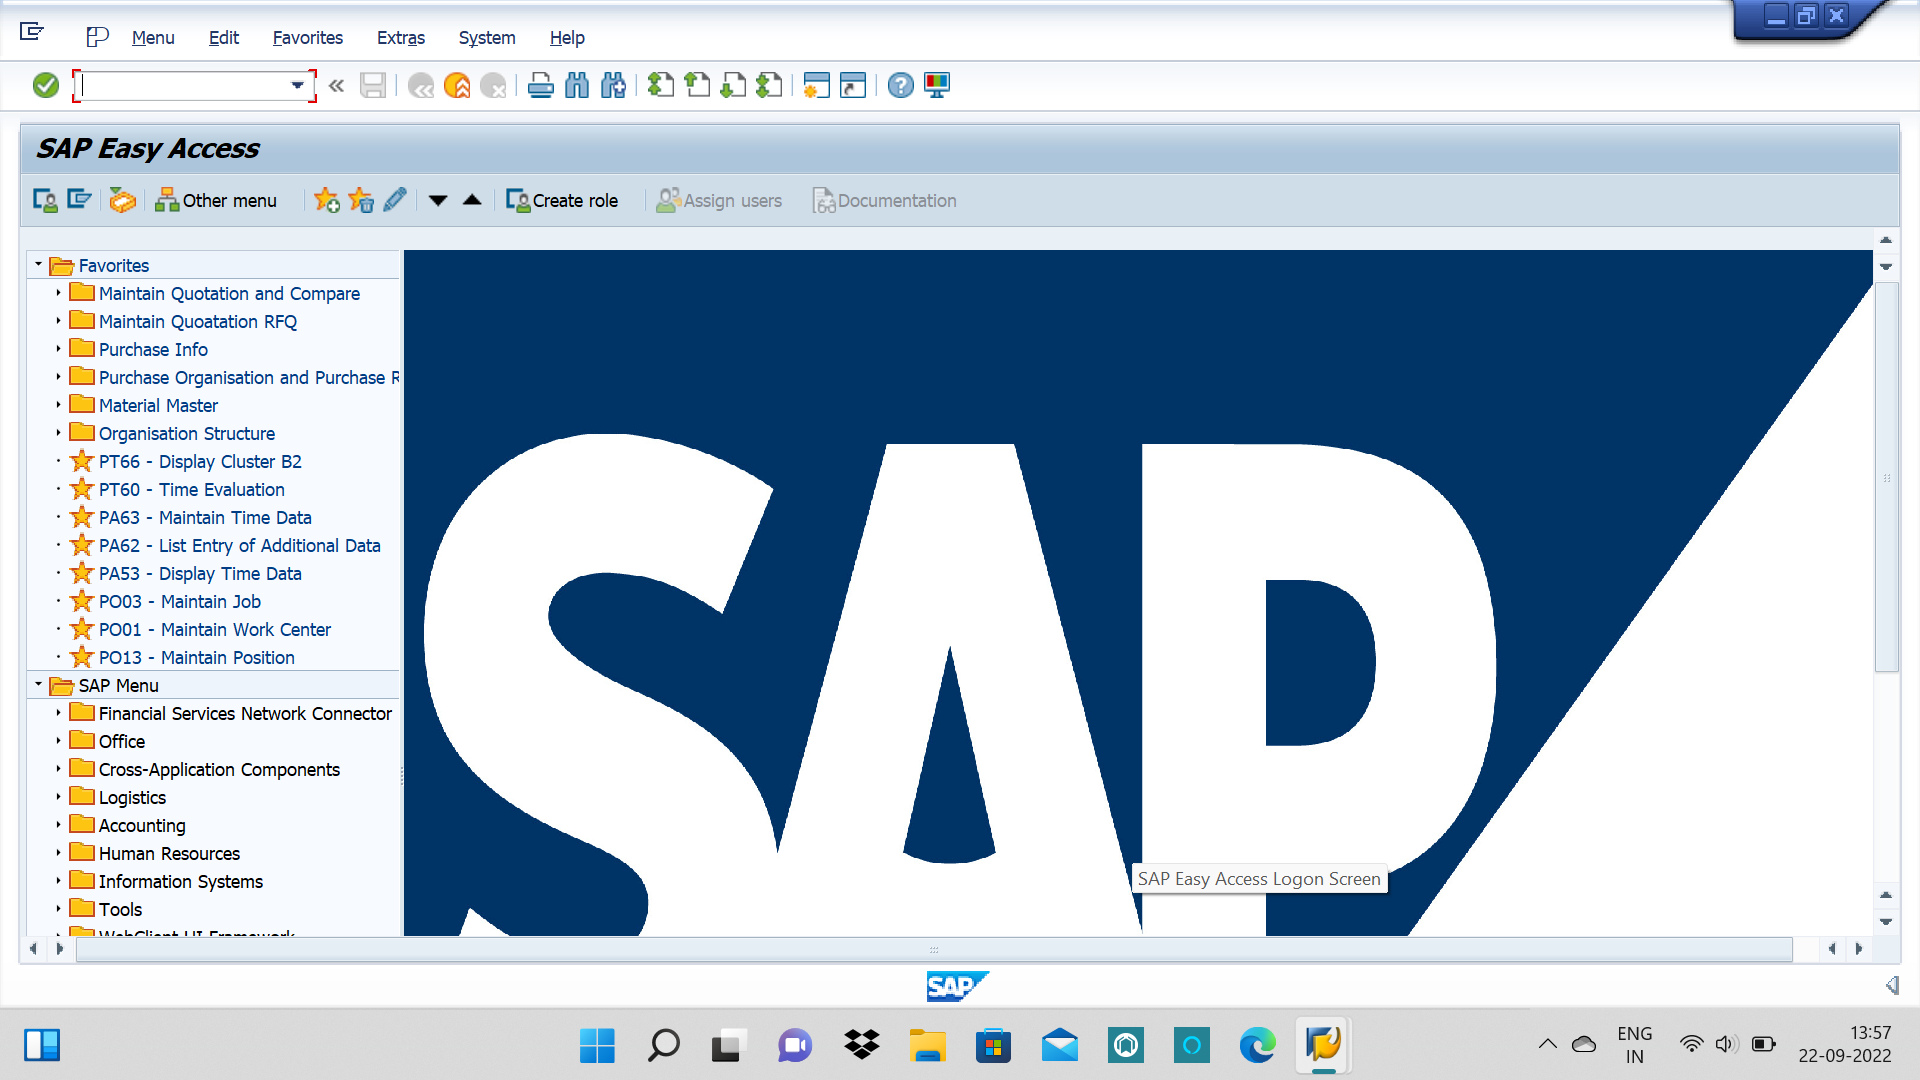 Menu Edit Favorites Extras System Help
SAP Easy Access
Other menu Create role Assign users Documentation
Favorites
Maintain Quotation and Compare
Maintain Quoatation RFQ
Purchase Info
Purchase Organisation and Purchase R
Material Master
Organisation Structure
PT66 - Display Cluster B2
PT60 - Time Evaluation
PA63 - Maintain Time Data
PA62 - List Entry of Additional Data
PA53 - Display Time Data
PO03 - Maintain Job
PO01 - Maintain Work Center
PO13 - Maintain Position
SAP Menu
Financial Services Network Connector
Office
Cross-Application Components
Logistics
Accounting
Human Resources
Information Systems
Tools
WebClient UI Framework
SAP
SAP Easy Access Logon Screen
SAP
ENG
IN
13:57
22-09-2022